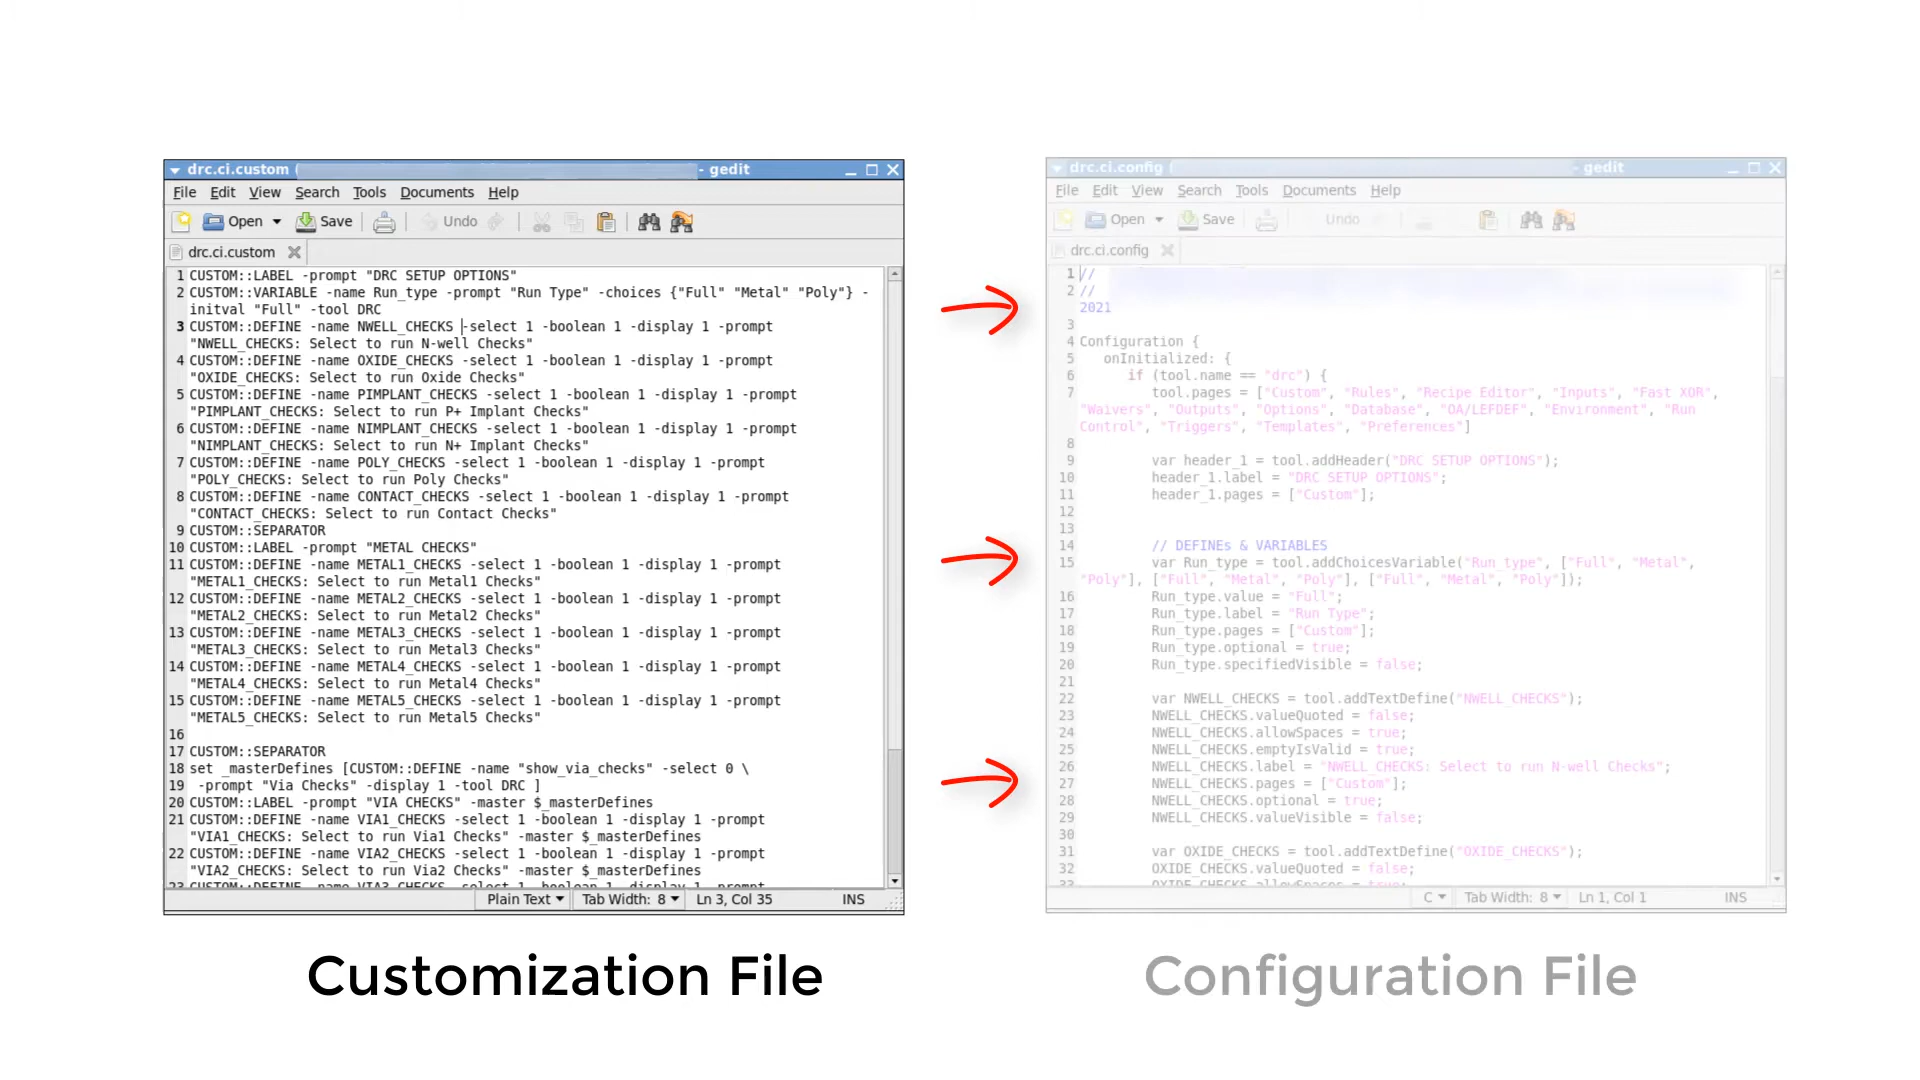 drc.ci.custom ( - gedit
File Edit View Search Tools Documents Help
Open Save Undo
drc.ci.custom
1 CUSTOM::LABEL -prompt "DRC SETUP OPTIONS"
2 CUSTOM::VARIABLE -name Run_type -prompt "Run Type" -choices {"Full" "Metal" "Poly"} -
initval "Full" -tool DRC
3 CUSTOM::DEFINE -name NWELL_CHECKS -select 1 -boolean 1 -display 1 -prompt
"NWELL_CHECKS: Select to run N-well Checks"
4 CUSTOM::DEFINE -name OXIDE_CHECKS -select 1 -boolean 1 -display 1 -prompt
"OXIDE_CHECKS: Select to run Oxide Checks"
5 CUSTOM::DEFINE -name PIMPLANT_CHECKS -select 1 -boolean 1 -display 1 -prompt
"PIMPLANT_CHECKS: Select to run P+ Implant Checks"
6 CUSTOM::DEFINE -name NIMPLANT_CHECKS -select 1 -boolean 1 -display 1 -prompt
"NIMPLANT_CHECKS: Select to run N+ Implant Checks"
7 CUSTOM::DEFINE -name POLY_CHECKS -select 1 -boolean 1 -display 1 -prompt
"POLY_CHECKS: Select to run Poly Checks"
8 CUSTOM::DEFINE -name CONTACT_CHECKS -select 1 -boolean 1 -display 1 -prompt
"CONTACT_CHECKS: Select to run Contact Checks"
9 CUSTOM::SEPARATOR
10 CUSTOM::LABEL -prompt "METAL CHECKS"
11 CUSTOM::DEFINE -name METAL1_CHECKS -select 1 -boolean 1 -display 1 -prompt
"METAL1_CHECKS: Select to run Metal1 Checks"
12 CUSTOM::DEFINE -name METAL2_CHECKS -select 1 -boolean 1 -display 1 -prompt
"METAL2_CHECKS: Select to run Metal2 Checks"
13 CUSTOM::DEFINE -name METAL3_CHECKS -select 1 -boolean 1 -display 1 -prompt
"METAL3_CHECKS: Select to run Metal3 Checks"
14 CUSTOM::DEFINE -name METAL4_CHECKS -select 1 -boolean 1 -display 1 -prompt
"METAL4_CHECKS: Select to run Metal4 Checks"
15 CUSTOM::DEFINE -name METAL5_CHECKS -select 1 -boolean 1 -display 1 -prompt
"METAL5_CHECKS: Select to run Metal5 Checks"
16
17 CUSTOM::SEPARATOR
18 set _masterDefines [CUSTOM::DEFINE -name "show_via_checks" -select 0 \
19 -prompt "Via Checks" -display 1 -tool DRC ]
20 CUSTOM::LABEL -prompt "VIA CHECKS" -master $_masterDefines
21 CUSTOM::DEFINE -name VIA1_CHECKS -select 1 -boolean 1 -display 1 -prompt
"VIA1_CHECKS: Select to run Via1 Checks" -master $_masterDefines
22 CUSTOM::DEFINE -name VIA2_CHECKS -select 1 -boolean 1 -display 1 -prompt
"VIA2_CHECKS: Select to run Via2 Checks" -master $_masterDefines
23 CUSTOM::DEFINE -name VIA3_CHECKS -select 1 -boolean 1 -display 1 -prompt
Plain Text Tab Width: 8 Ln 3, Col 35 INS
Customization File
drc.ci.config ( - gedit
File Edit View Search Tools Documents Help
Open Save Undo
drc.ci.config
1 //
2 //
2021
3
4 Configuration {
5 onInitialized: {
6 if (tool.name == "drc") {
7 tool.pages = ["Custom", "Rules", "Recipe Editor", "Inputs", "Fast XOR",
"Waivers", "Outputs", "Options", "Database", "OA/LEFDEF", "Environment", "Run
Control", "Triggers", "Templates", "Preferences"]
8
9 var header_1 = tool.addHeader("DRC SETUP OPTIONS");
10 header_1.label = "DRC SETUP OPTIONS";
11 header_1.pages = ["Custom"];
12
13
14 // DEFINEs & VARIABLES
15 var Run_type = tool.addChoicesVariable("Run_type", ["Full", "Metal",
"Poly"], ["Full", "Metal", "Poly"], ["Full", "Metal", "Poly"]);
16 Run_type.value = "Full";
17 Run_type.label = "Run Type";
18 Run_type.pages = ["Custom"];
19 Run_type.optional = true;
20 Run_type.specifiedVisible = false;
21
22 var NWELL_CHECKS = tool.addTextDefine("NWELL_CHECKS");
23 NWELL_CHECKS.valueQuoted = false;
24 NWELL_CHECKS.allowSpaces = true;
25 NWELL_CHECKS.emptyIsValid = true;
26 NWELL_CHECKS.label = "NWELL_CHECKS: Select to run N-well Checks";
27 NWELL_CHECKS.pages = ["Custom"];
28 NWELL_CHECKS.optional = true;
29 NWELL_CHECKS.valueVisible = false;
30
31 var OXIDE_CHECKS = tool.addTextDefine("OXIDE_CHECKS");
32 OXIDE_CHECKS.valueQuoted = false;
33 OXIDE_CHECKS.allowSpaces = true;
C Tab Width: 8 Ln 1, Col 1 INS
Configuration File